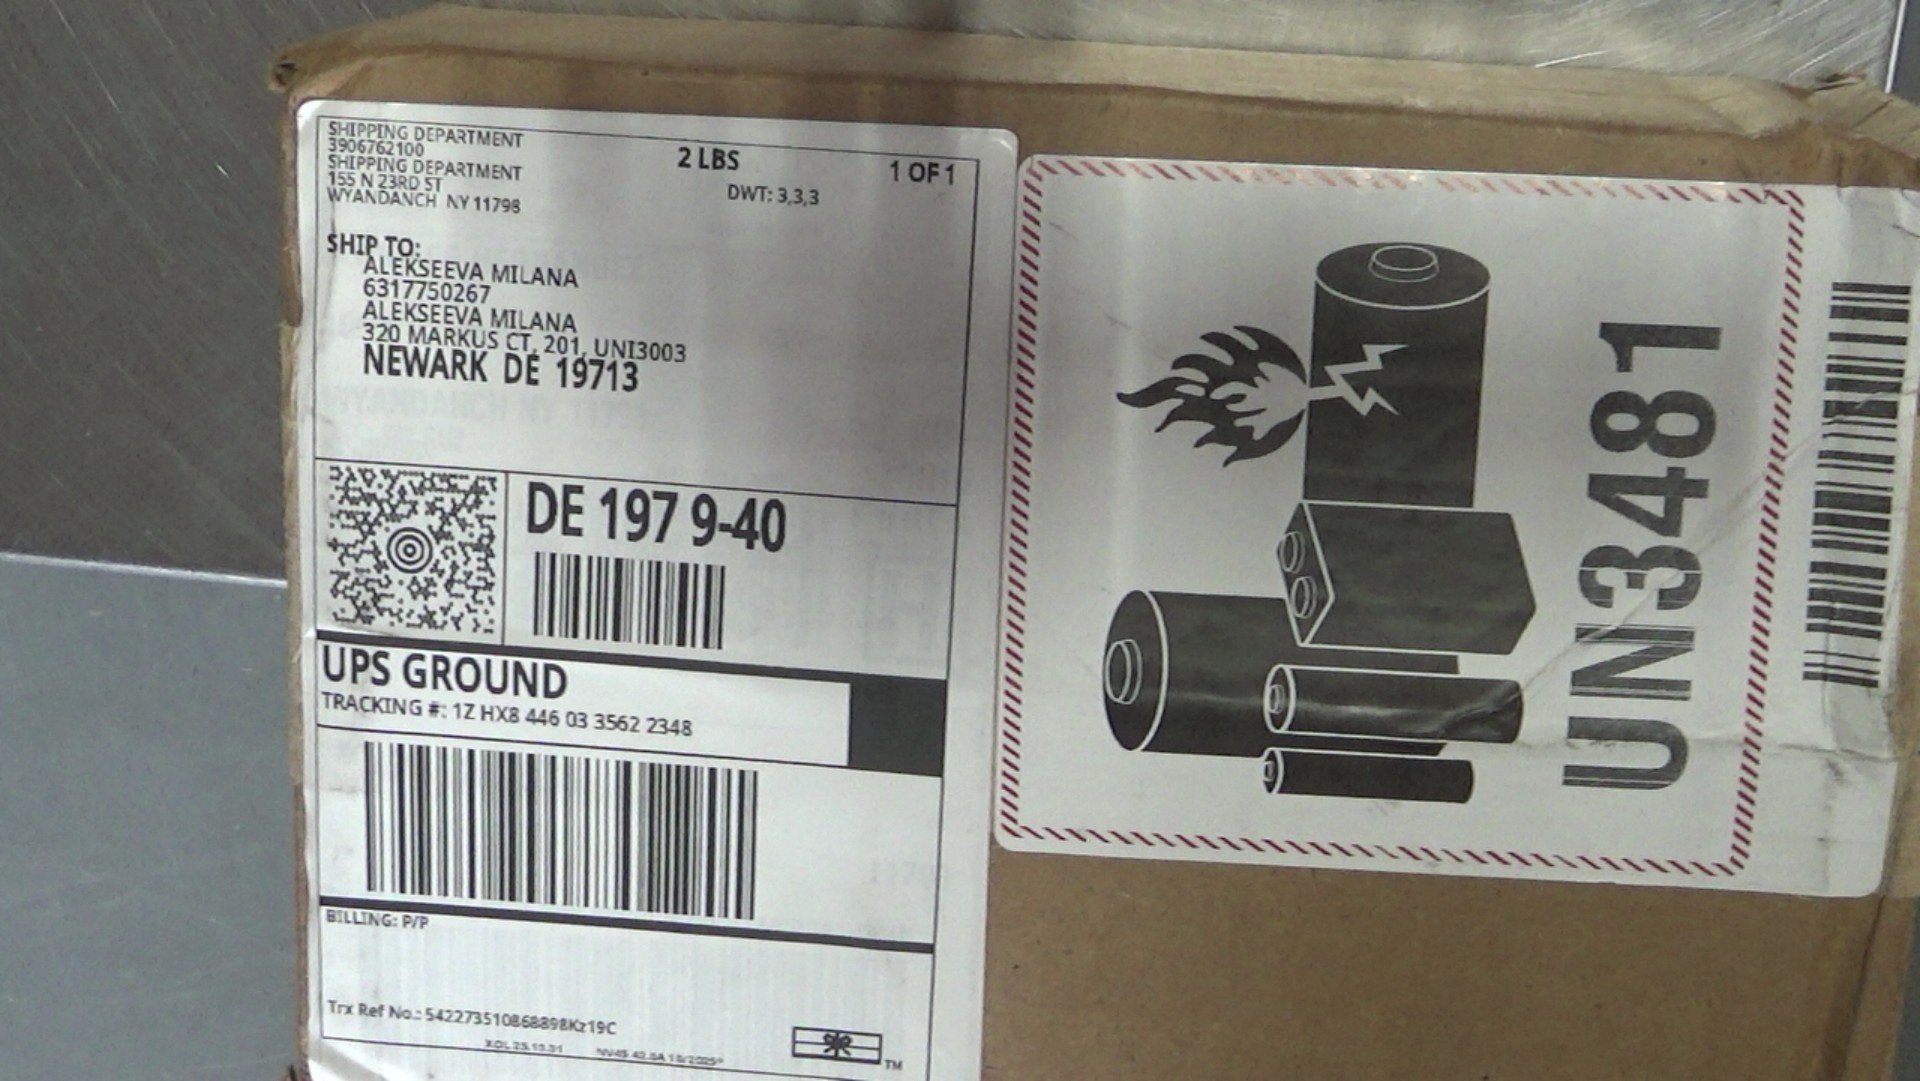 SHIPPING DEPARTMENT
3906762100
SHIPPING DEPARTMENT
155 N 23RD ST
WYANDANCH NY 11798
2 LBS
1 OF 1
DWT: 3,3,3
SHIP TO:
ALEKSEEVA MILANA
6317750267
ALEKSEEVA MILANA
320 MARKUS CT, 201, UNI3003
NEWARK DE 19713
DE 197 9-40
UPS GROUND
TRACKING #: 1Z HX8 446 03 3562 2348
BILLING: P/P
Trx Ref No.: 542273510868898Kz19C
TM
UN3481